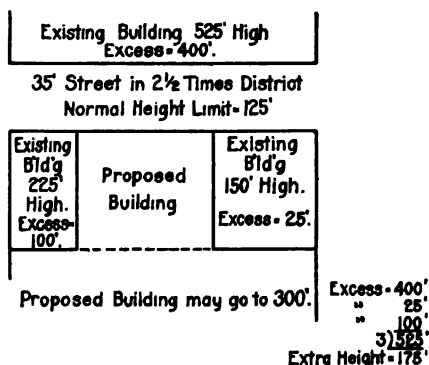 Existing Building 525' High
Excess = 400'.
35' Street in 2½ Times District
Normal Height Limit = 125'
Existing
Bld'g
225'
High.
Excess =
100'.
Proposed
Building
Existing
B'ld'g
150' High.
Excess = 25'.
Proposed Building may go to 300'.
Excess = 400'
" 25'
" 100'
3)525'
Extra Height = 175'